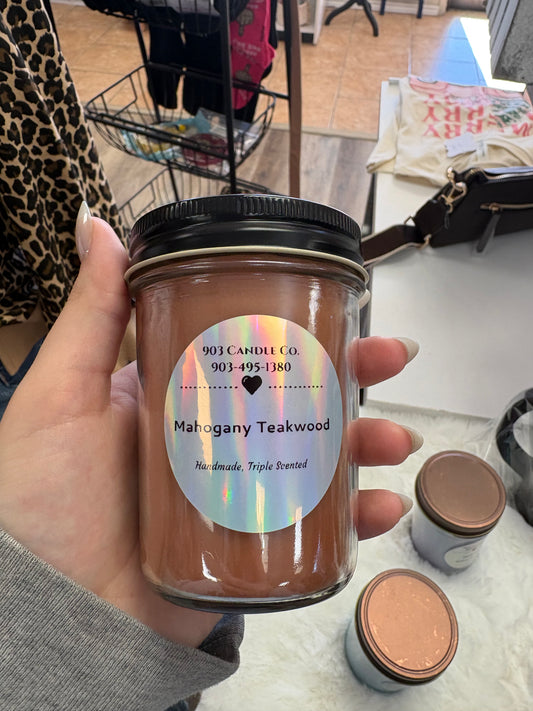 903 Candle Co.
903-495-1380
Mahogany Teakwood
Handmade, Triple Scented